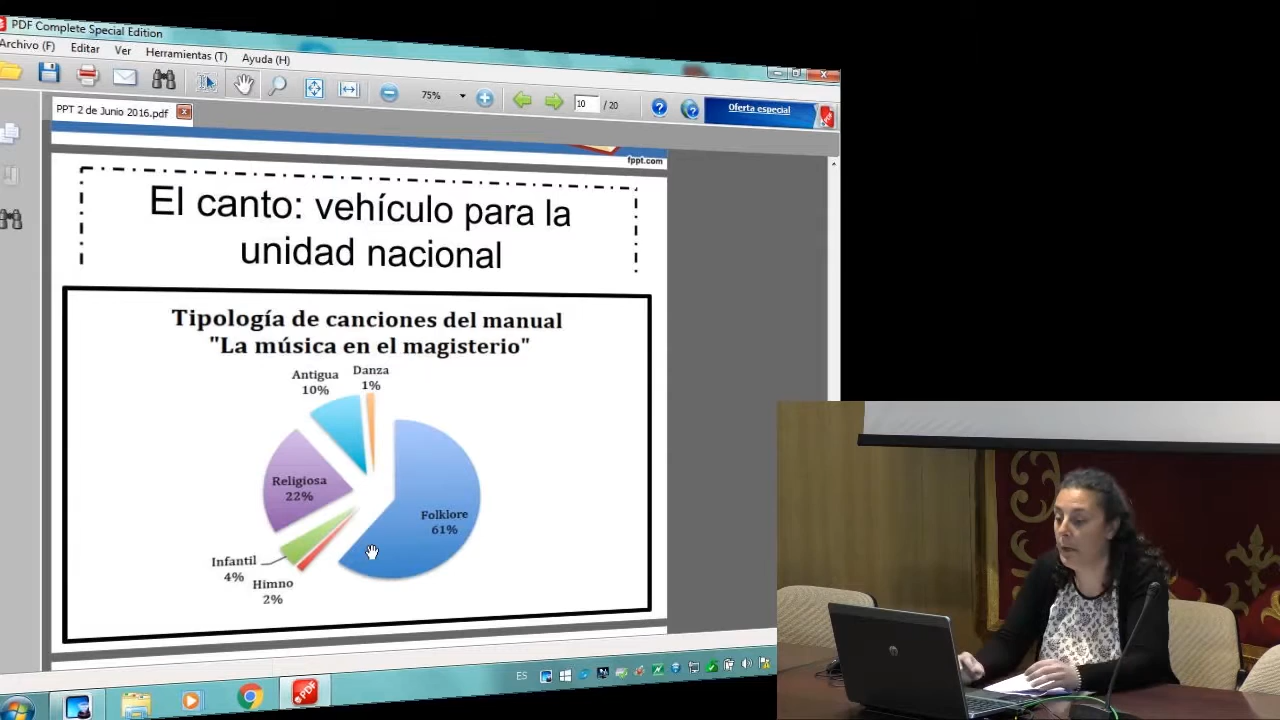 PDF Complete Special Edition
Archivo (F) Editar Ver Herramientas (T) Ayuda (H)
75% 10 / 20 Oferta especial
PPT 2 de Junio 2016.pdf
fppt.com
El canto: vehículo para la
unidad nacional
Tipología de canciones del manual
"La música en el magisterio"
Antigua
10%
Danza
1%
Religiosa
22%
Folklore
61%
Infantil
4%
Himno
2%
ES
PDF